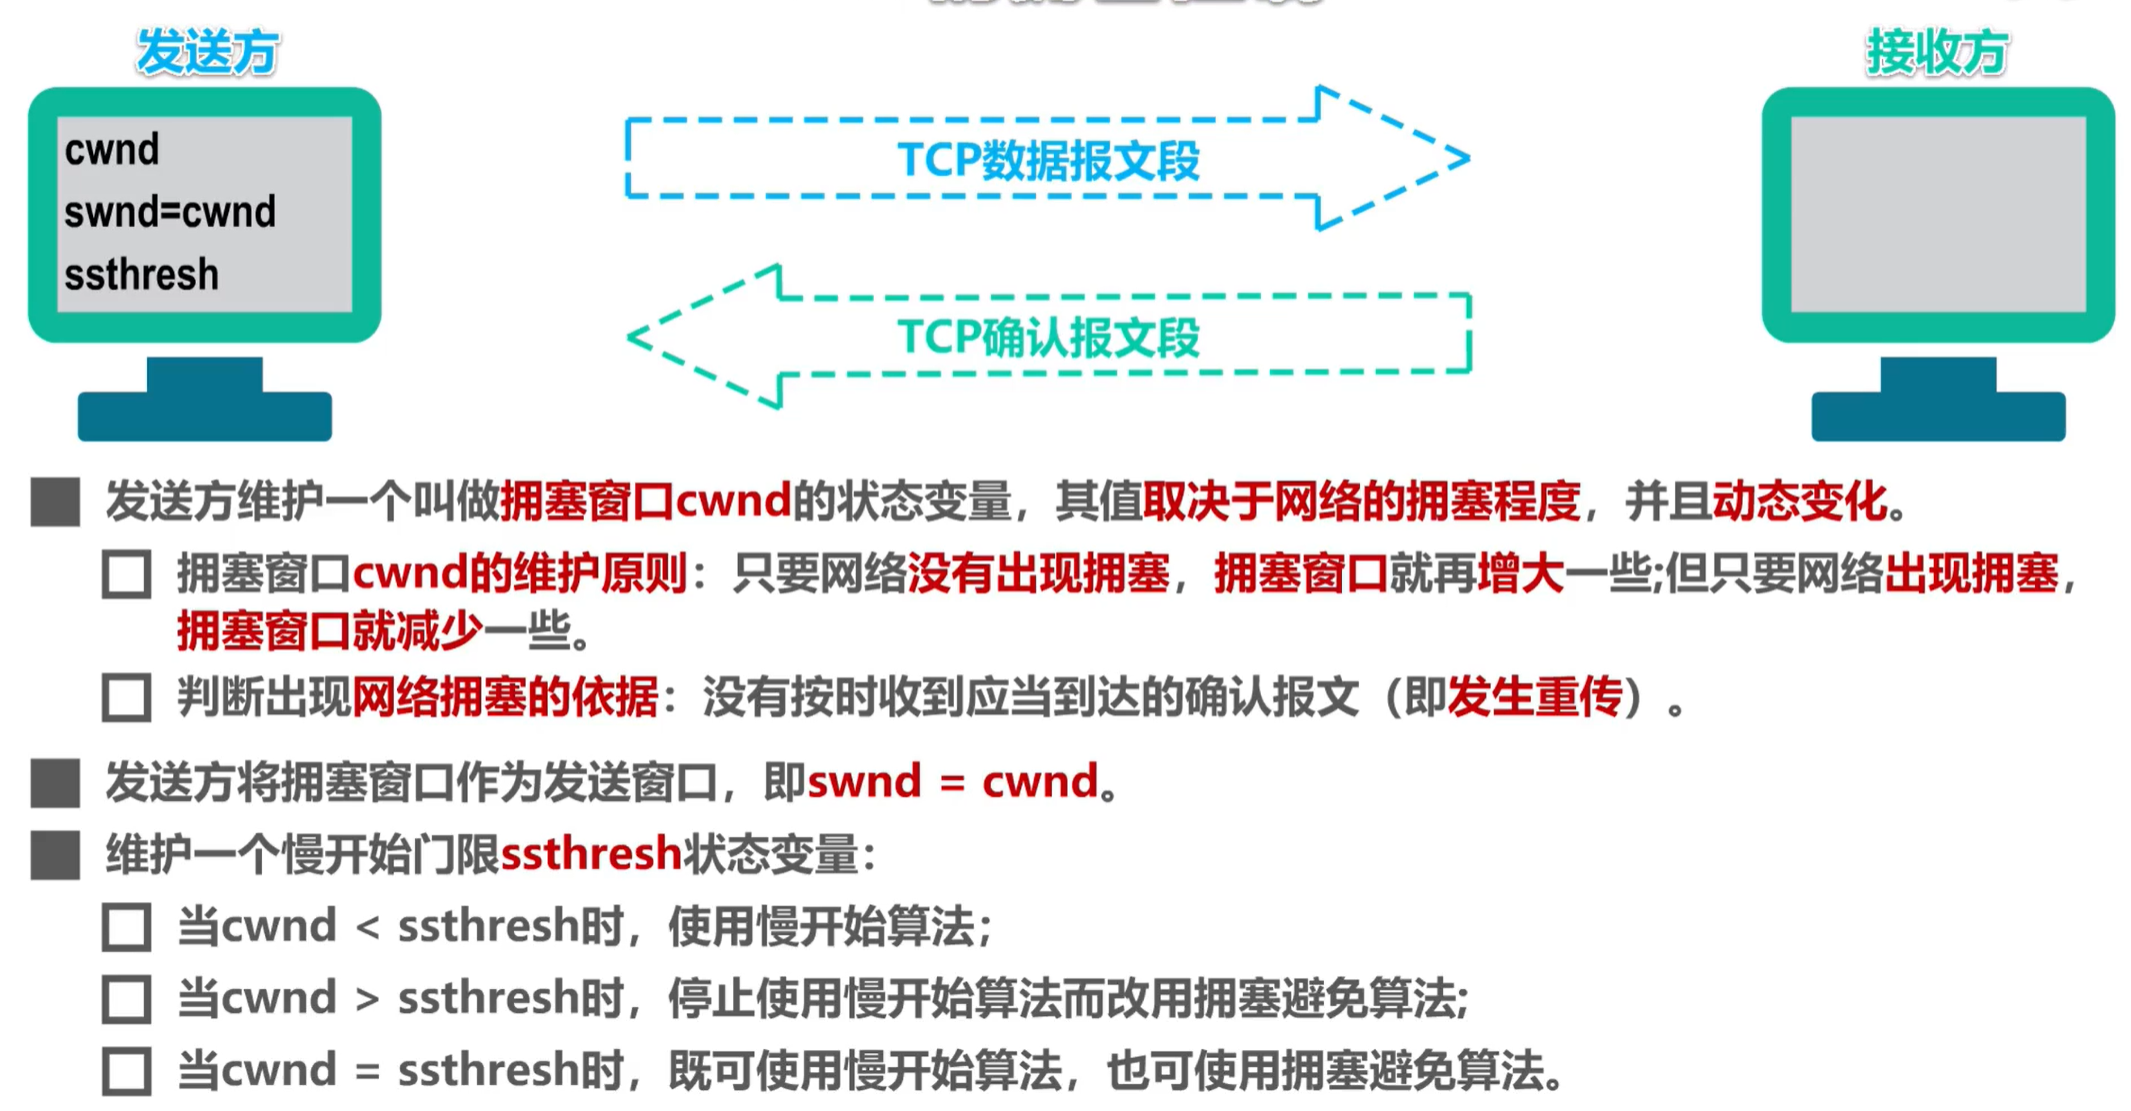 发送方
接收方
cwnd
swnd=cwnd
ssthresh
TCP数据报文段
TCP确认报文段
发送方维护一个叫做拥塞窗口cwnd的状态变量，其值取决于网络的拥塞程度，并且动态变化。
拥塞窗口cwnd的维护原则：只要网络没有出现拥塞，拥塞窗口就再增大一些;但只要网络出现拥塞，
拥塞窗口就减少一些。
判断出现网络拥塞的依据：没有按时收到应当到达的确认报文（即发生重传）。
发送方将拥塞窗口作为发送窗口，即swnd = cwnd。
维护一个慢开始门限ssthresh状态变量：
当cwnd < ssthresh时，使用慢开始算法；
当cwnd > ssthresh时，停止使用慢开始算法而改用拥塞避免算法;
当cwnd = ssthresh时，既可使用慢开始算法，也可使用拥塞避免算法。